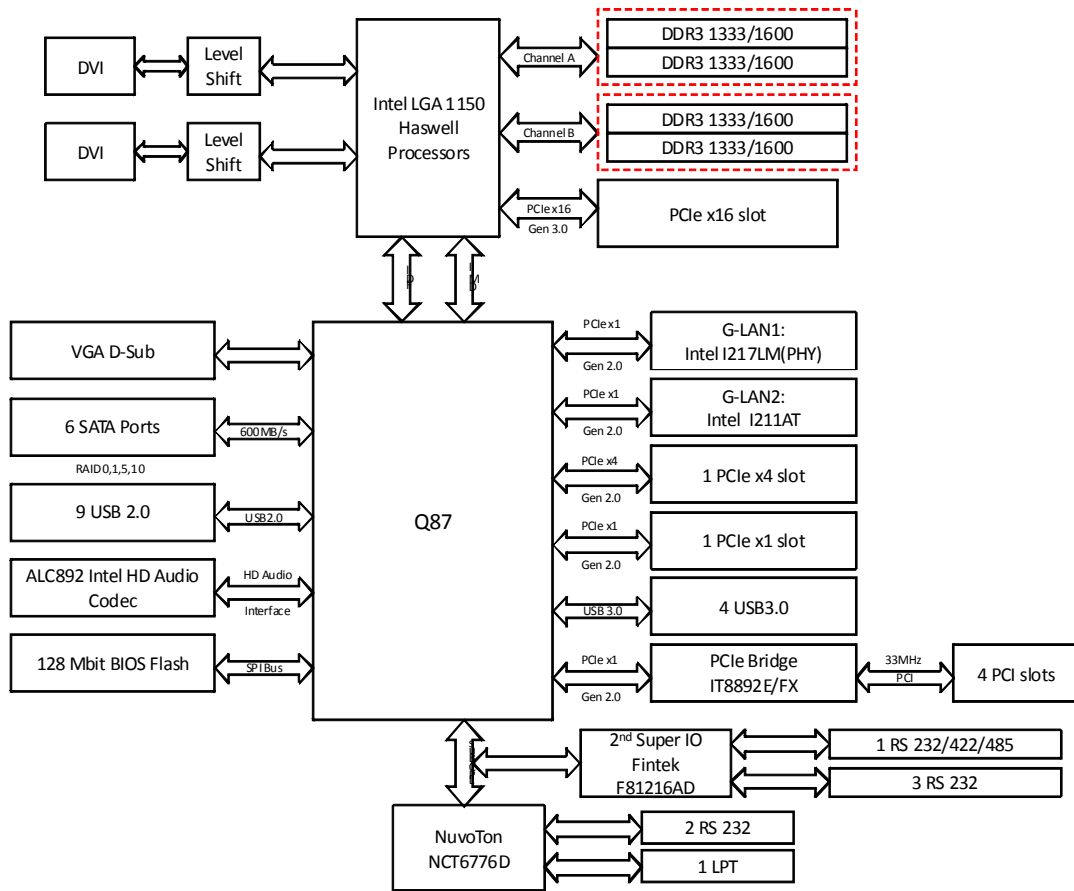 DVI
Level
Shift
DVI
Level
Shift
Intel LGA 1150
Haswell
Processors
Channel A
DDR3 1333/1600
DDR3 1333/1600
Channel B
DDR3 1333/1600
DDR3 1333/1600
PCIe x16
Gen 3.0
PCIe x16 slot
VGA D-Sub
6 SATA Ports
600MB/s
RAID 0,1,5,10
9 USB 2.0
USB2.0
ALC892 Intel HD Audio
Codec
HD Audio
Interface
128 Mbit BIOS Flash
SPI Bus
Q87
PCIe x1
Gen 2.0
G-LAN1:
Intel I217LM(PHY)
PCIe x1
Gen 2.0
G-LAN2:
Intel I211AT
PCIe x4
Gen 2.0
1 PCIe x4 slot
PCIe x1
Gen 2.0
1 PCIe x1 slot
USB 3.0
4 USB3.0
PCIe x1
Gen 2.0
PCIe Bridge
IT8892E/FX
33MHz
PCI
4 PCI slots
2nd Super IO
Fintek
F81216AD
1 RS 232/422/485
3 RS 232
NuvoTon
NCT6776D
2 RS 232
1 LPT